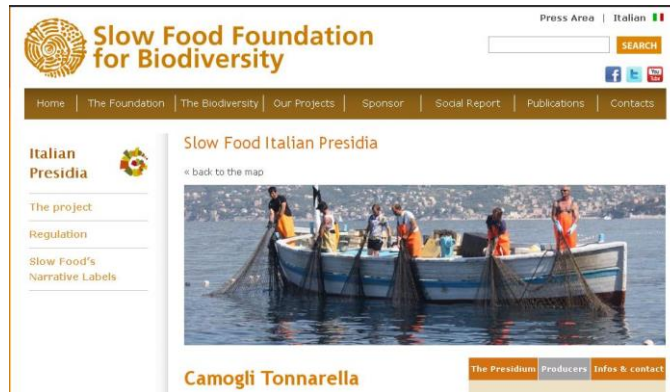 Press Area | Italian
Slow Food Foundation
for Biodiversity
SEARCH
f t You Tube
Home | The Foundation | The Biodiversity | Our Projects | Sponsor | Social Report | Publications | Contacts
Italian
Presidia
The project
Regulation
Slow Food's
Narrative Labels
Slow Food Italian Presidia
« back to the map
Camogli Tonnarella
The Presidium Producers Infos & contact